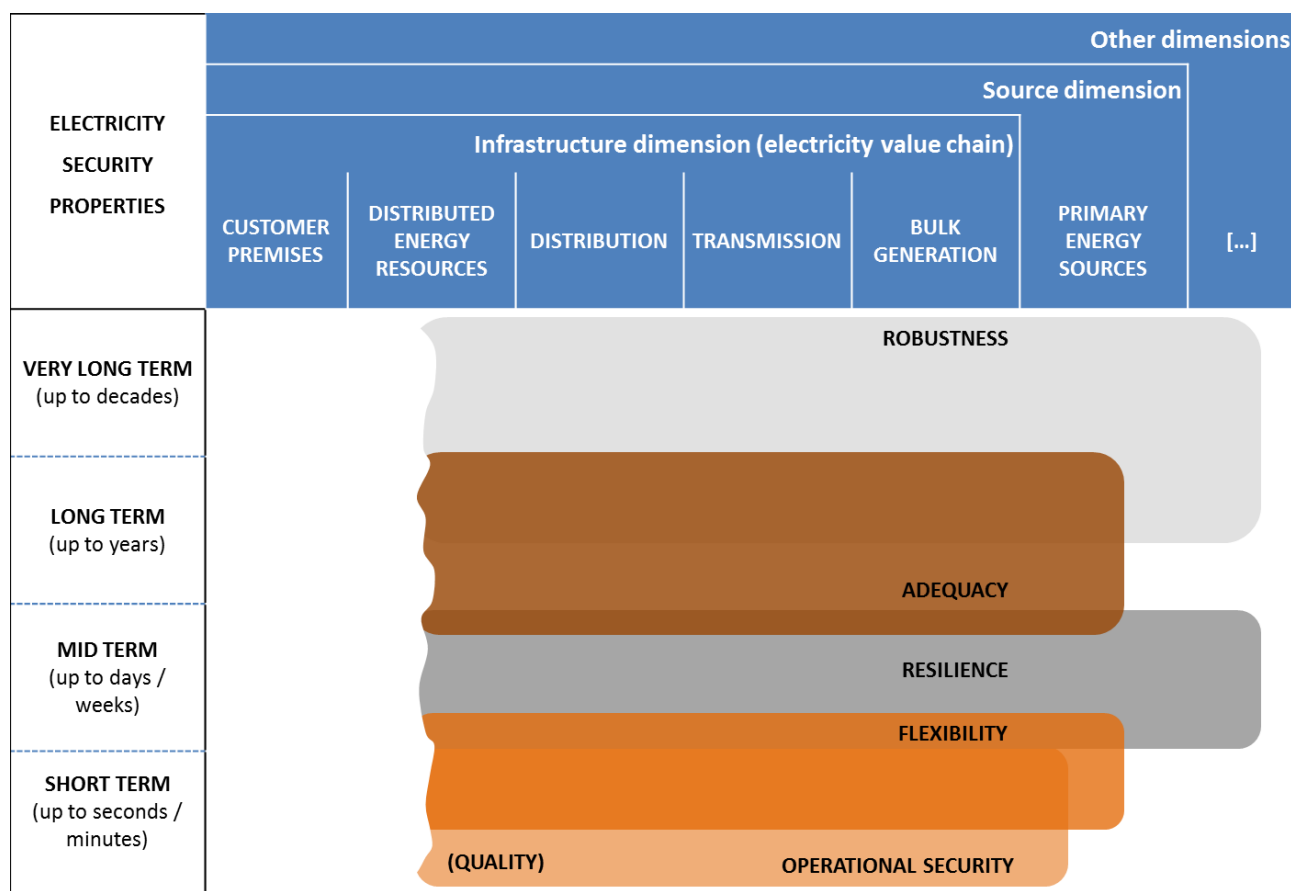 Other dimensions
Source dimension
Infrastructure dimension (electricity value chain)
ELECTRICITY
SECURITY
PROPERTIES
CUSTOMER
PREMISES
DISTRIBUTED
ENERGY
RESOURCES
DISTRIBUTION
TRANSMISSION
BULK
GENERATION
PRIMARY
ENERGY
SOURCES
[...]
VERY LONG TERM
(up to decades)
ROBUSTNESS
LONG TERM
(up to years)
ADEQUACY
MID TERM
(up to days /
weeks)
RESILIENCE
FLEXIBILITY
SHORT TERM
(up to seconds /
minutes)
(QUALITY)
OPERATIONAL SECURITY